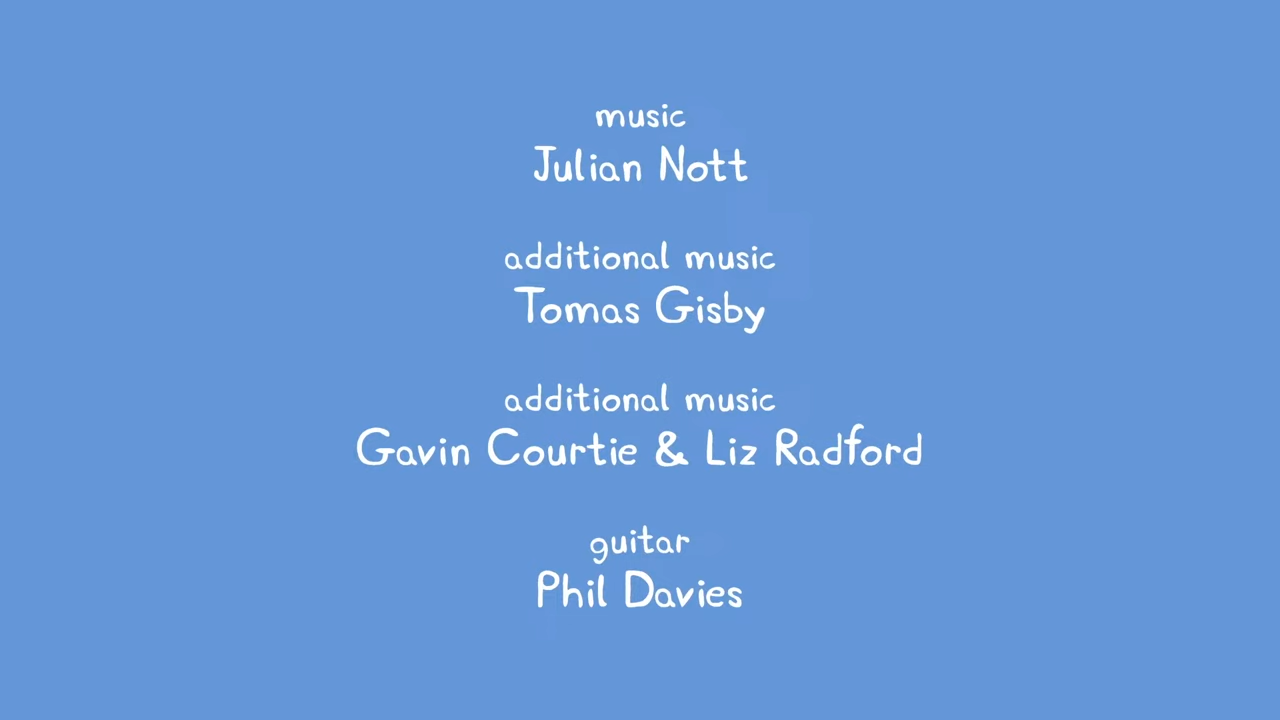 music
Julian Nott
additional music
Tomas Gisby
additional music
Gavin Courtie & Liz Radford
guitar
Phil Davies